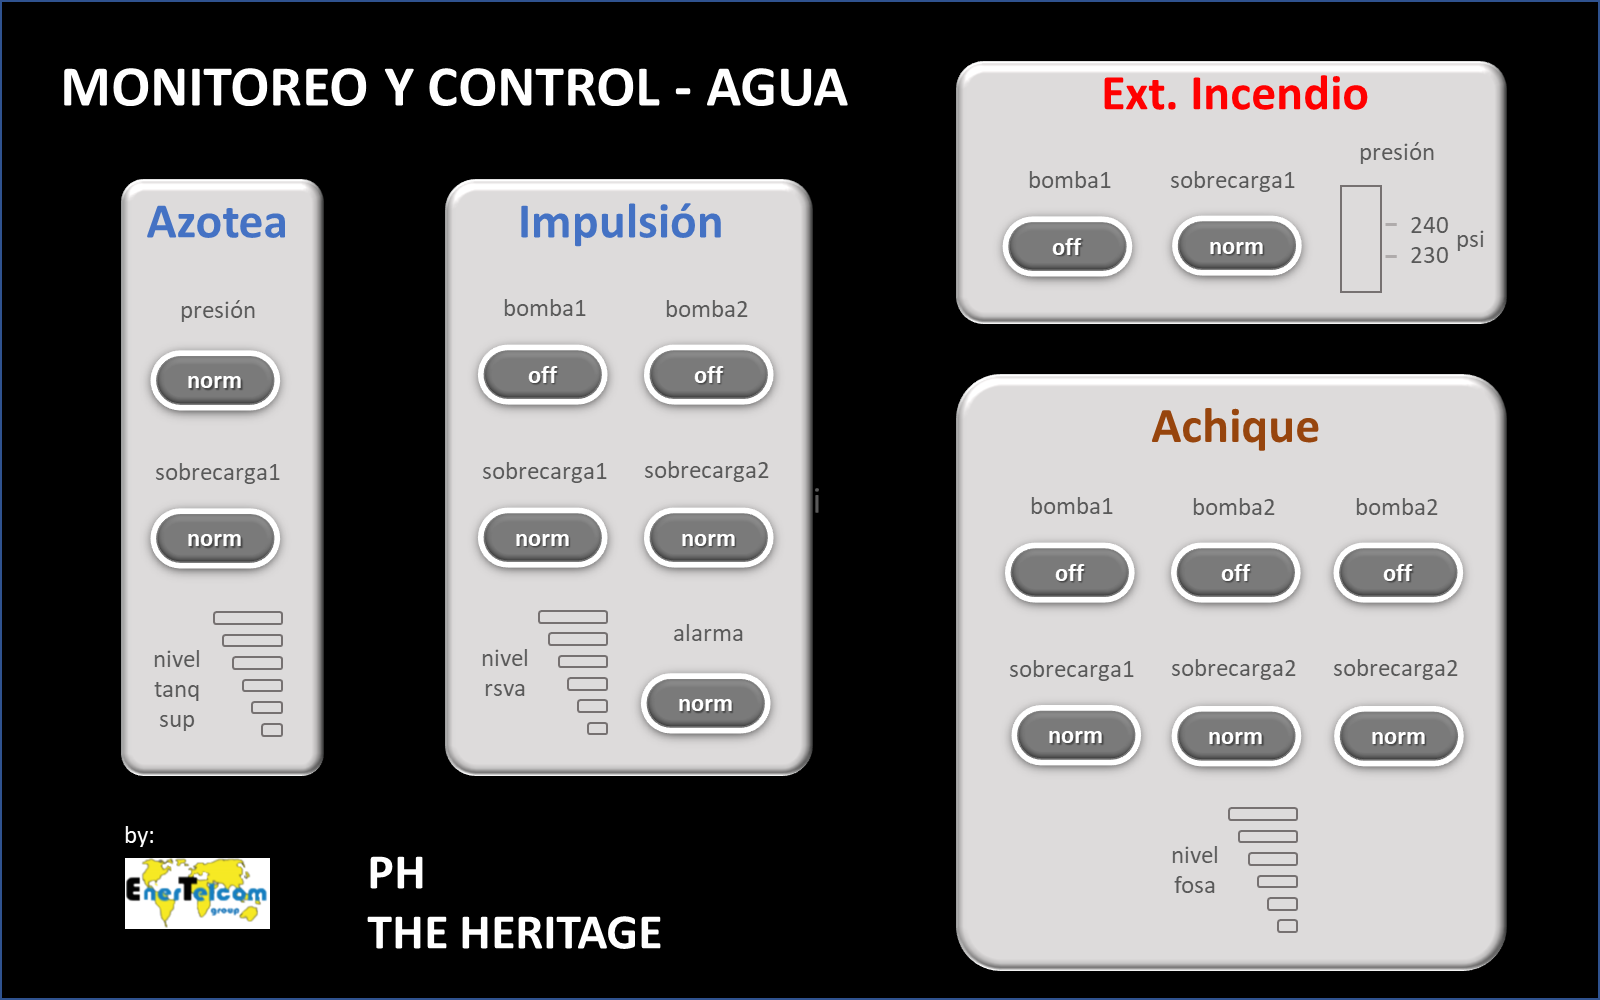 MONITOREO Y CONTROL - AGUA
Azotea
presión
norm
sobrecarga1
norm
nivel
tanq
sup
Impulsión
bomba1 bomba2
off off
sobrecarga1 sobrecarga2
norm norm
nivel
rsva
alarma
norm
i
Ext. Incendio
bomba1 sobrecarga1 presión
off norm
240
230
psi
Achique
bomba1 bomba2 bomba2
off off off
sobrecarga1 sobrecarga2 sobrecarga2
norm norm norm
nivel
fosa
by:
EnerTelcom
group
PH
THE HERITAGE